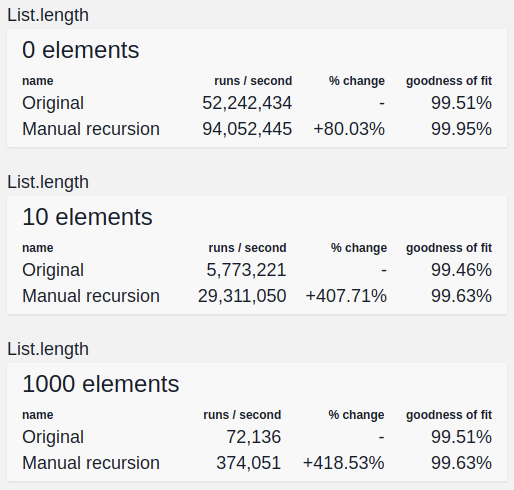 List.length
0 elements
name runs / second % change goodness of fit
Original 52,242,434 - 99.51%
Manual recursion 94,052,445 +80.03% 99.95%
List.length
10 elements
name runs / second % change goodness of fit
Original 5,773,221 - 99.46%
Manual recursion 29,311,050 +407.71% 99.63%
List.length
1000 elements
name runs / second % change goodness of fit
Original 72,136 - 99.51%
Manual recursion 374,051 +418.53% 99.63%